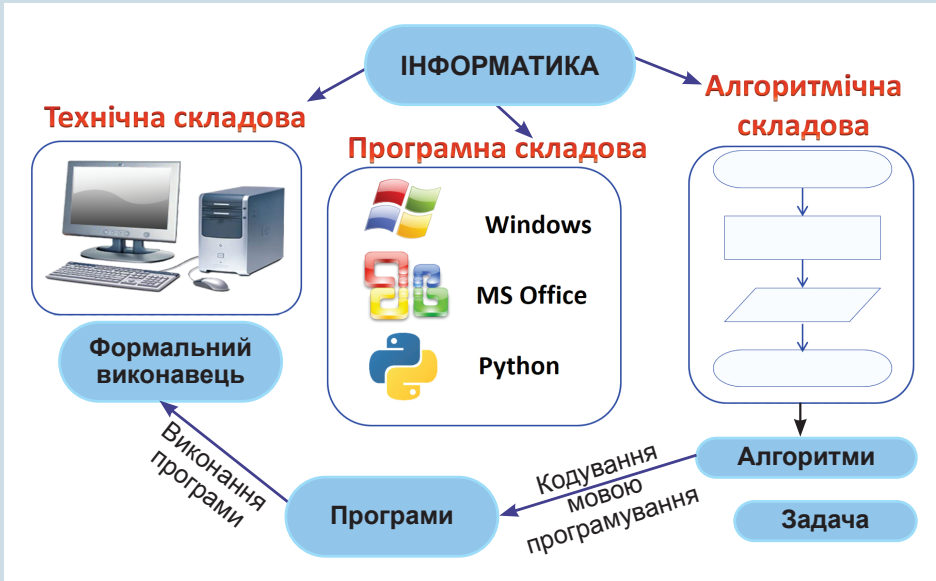 ІНФОРМАТИКА
Технічна складова
Програмна складова
Алгоритмічна
складова
Windows
MS Office
Python
Формальний
виконавець
Виконання
програми
Програми
Кодування
мовою
програмування
Алгоритми
Задача